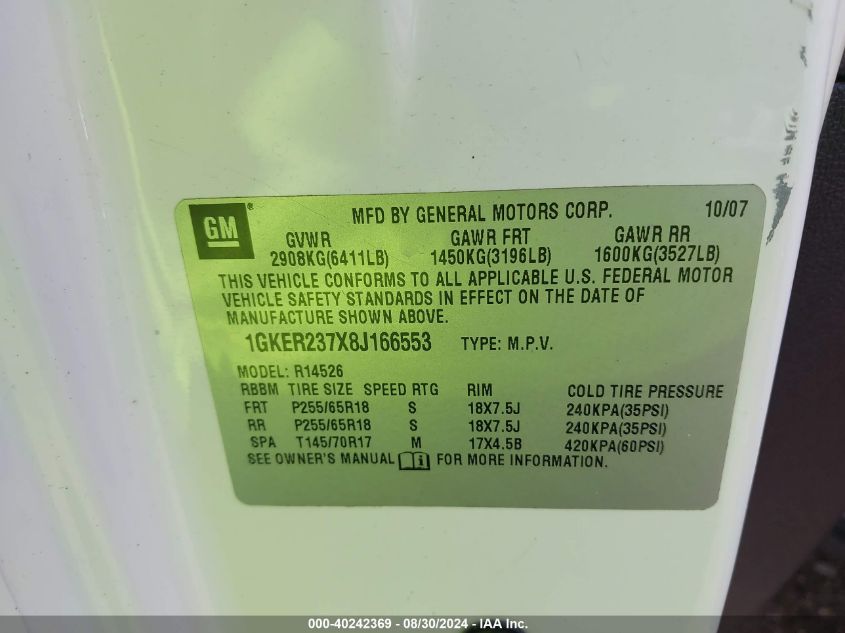 GM ® MFD BY GENERAL MOTORS CORP. 10/07
GVWR GAWR FRT GAWR RR
2908KG(6411LB) 1450KG(3196LB) 1600KG(3527LB)
THIS VEHICLE CONFORMS TO ALL APPLICABLE U.S. FEDERAL MOTOR
VEHICLE SAFETY STANDARDS IN EFFECT ON THE DATE OF
MANUFACTURE SHOWN ABOVE.
1GKER237X8J166553 TYPE: M.P.V.
MODEL: R14526
RBBM TIRE SIZE SPEED RTG RIM COLD TIRE PRESSURE
FRT P255/65R18 S 18X7.5J 240KPA(35PSI)
RR P255/65R18 S 18X7.5J 240KPA(35PSI)
SPA T145/70R17 M 17X4.5B 420KPA(60PSI)
SEE OWNER'S MANUAL i FOR MORE INFORMATION.
000-40242369 - 08/30/2024 - IAA Inc.